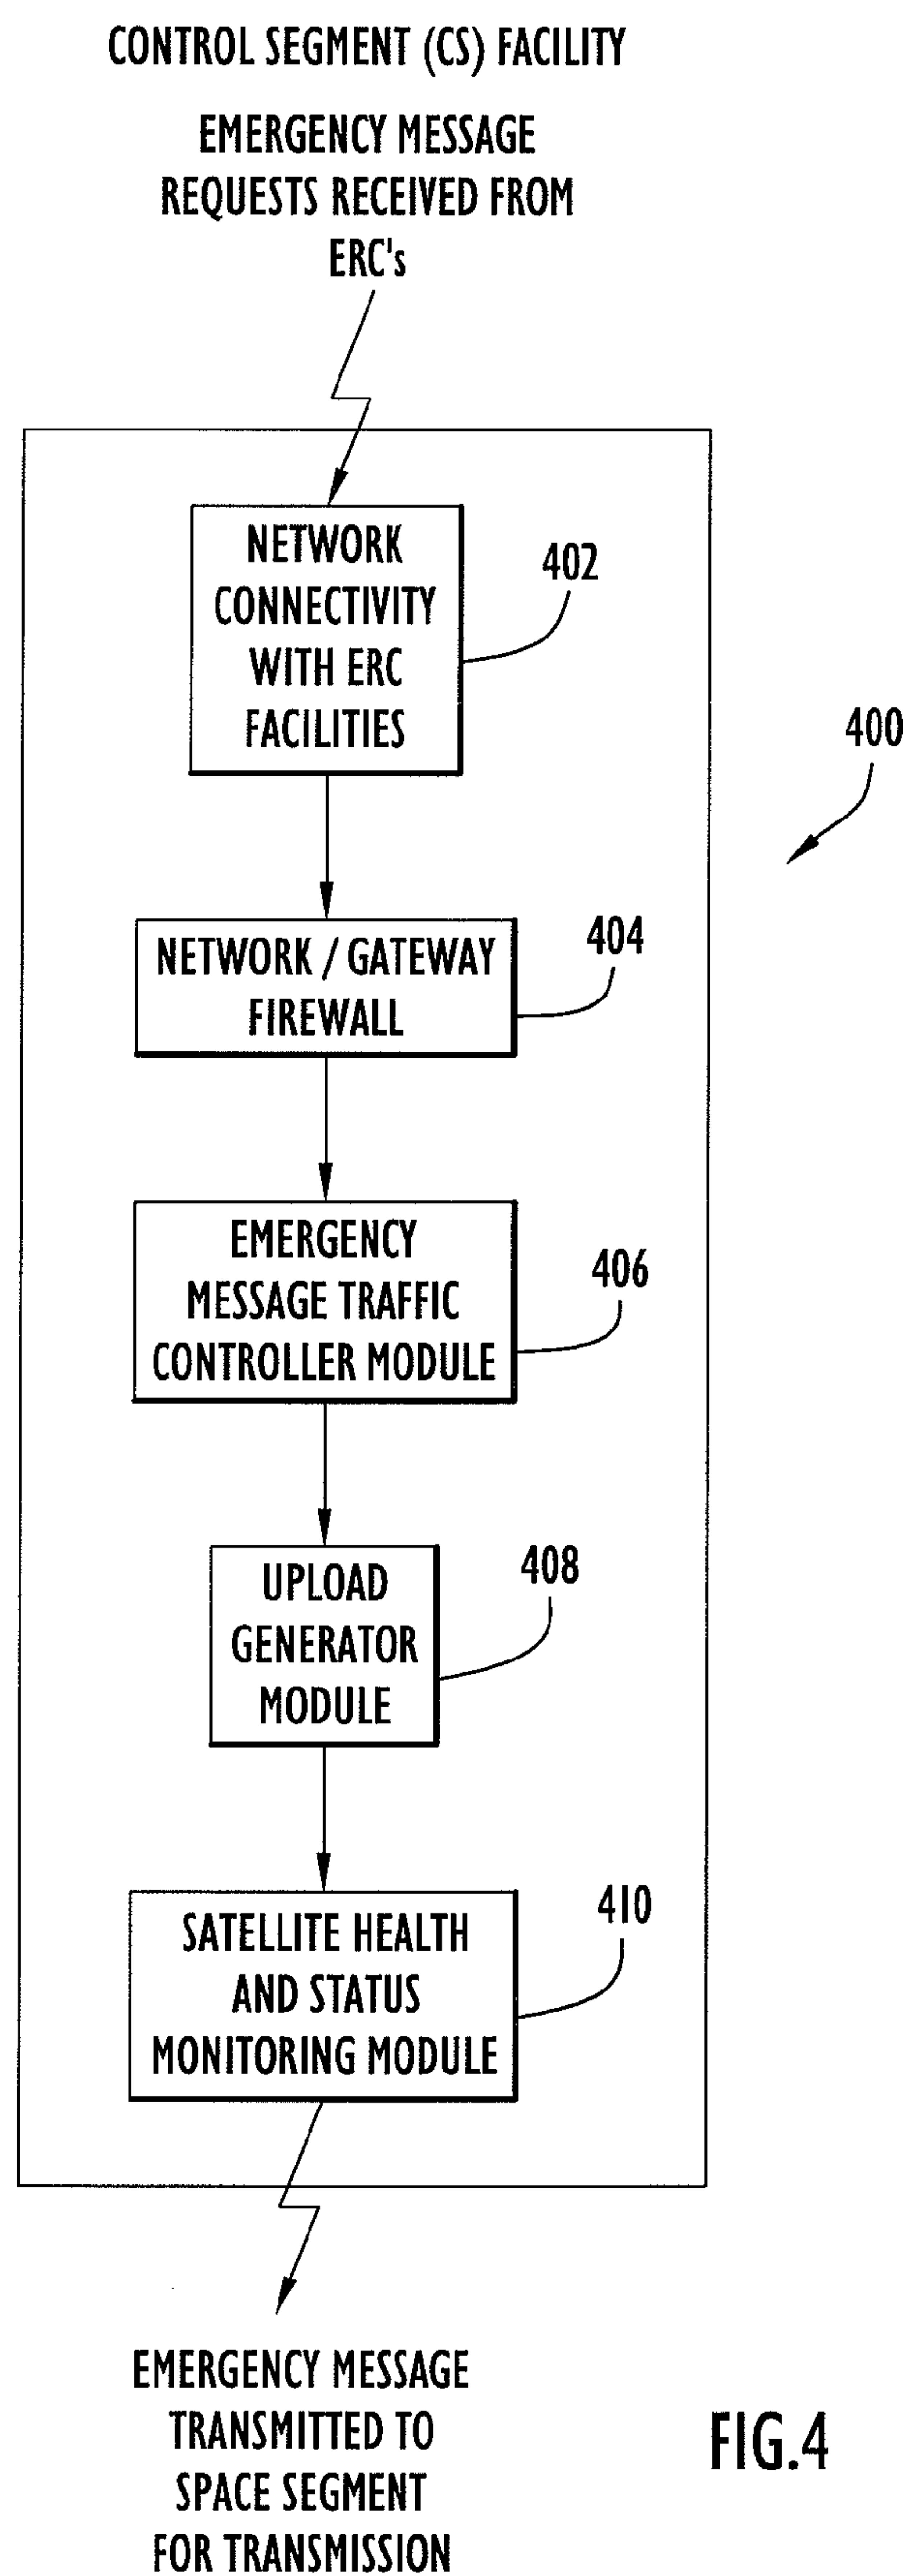 CONTROL SEGMENT (CS) FACILITY
EMERGENCY MESSAGE
REQUESTS RECEIVED FROM
ERC's
NETWORK
CONNECTIVITY
WITH ERC
FACILITIES
402
400
NETWORK / GATEWAY
FIREWALL
404
EMERGENCY
MESSAGE TRAFFIC
CONTROLLER MODULE
406
UPLOAD
GENERATOR
MODULE
408
SATELLITE HEALTH
AND STATUS
MONITORING MODULE
410
EMERGENCY MESSAGE
TRANSMITTED TO
SPACE SEGMENT
FOR TRANSMISSION
FIG.4